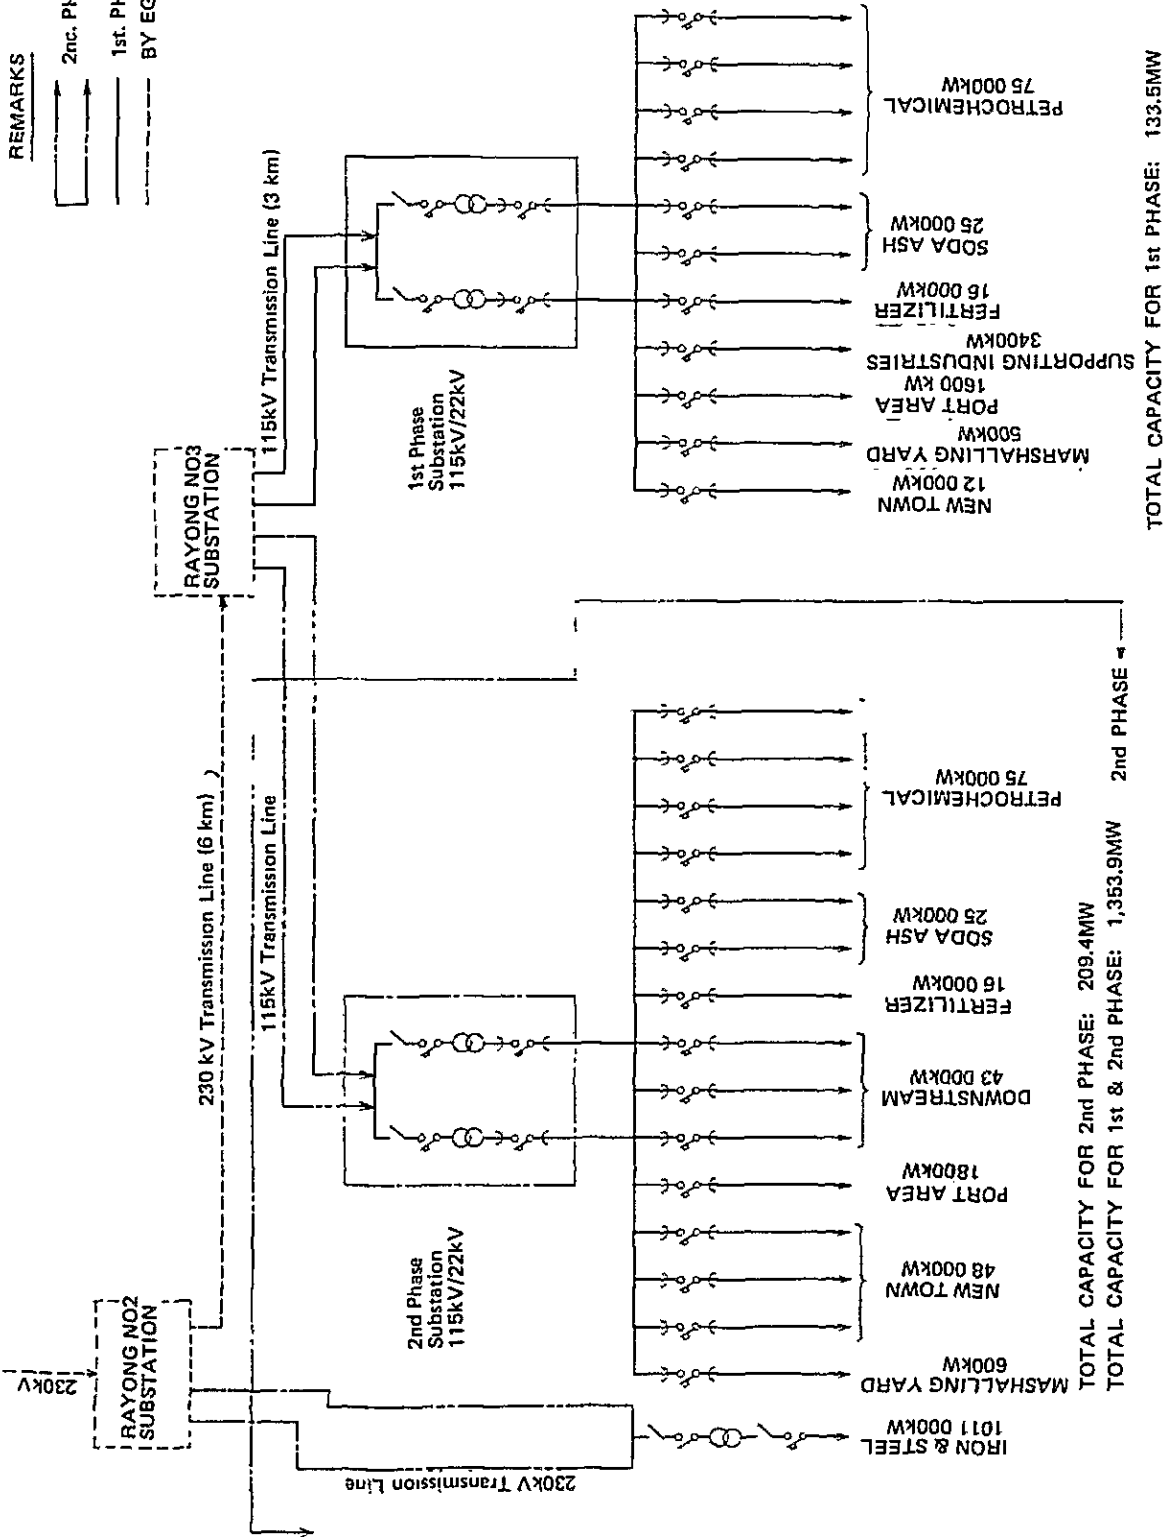 REMARKS
2nc. PH
1st. PH
BY EG
230kV
RAYONG NO2
SUBSTATION
230 kV Transmission Line (6 km)
RAYONG NO3
SUBSTATION
115kV Transmission Line (3 km)
115kV Transmission Line
230kV Transmission Line
1st Phase
Substation
115kV/22kV
2nd Phase
Substation
115kV/22kV
IRON & STEEL
1011 000kW
MASHALLING YARD
600kW
NEW TOWN
48 000kW
PORT AREA
1800kW
DOWNSTREAM
43 000kW
FERTILIZER
16 000kW
SODA ASH
25 000kW
PETROCHEMICAL
75 000kW
NEW TOWN
12 000kW
MARSHALLING YARD
500kW
PORT AREA
1600 kW
SUPPORTING INDUSTRIES
3400kW
FERTILIZER
16 000kW
SODA ASH
25 000kW
PETROCHEMICAL
75 000kW
2nd PHASE
TOTAL CAPACITY FOR 2nd PHASE: 209.4MW
TOTAL CAPACITY FOR 1st & 2nd PHASE: 1,353.9MW
TOTAL CAPACITY FOR 1st PHASE: 133.5MW